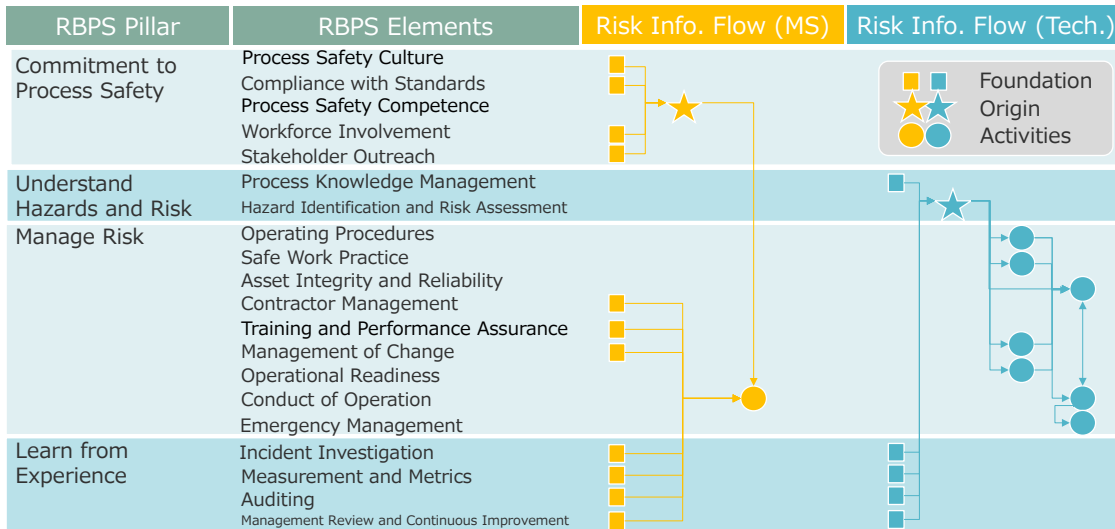 RBPS Pillar
RBPS Elements
Risk Info. Flow (MS)
Risk Info. Flow (Tech.)
Commitment to
Process Safety
Process Safety Culture
Compliance with Standards
Process Safety Competence
Workforce Involvement
Stakeholder Outreach
Foundation
Origin
Activities
Understand
Hazards and Risk
Process Knowledge Management
Hazard Identification and Risk Assessment
Manage Risk
Operating Procedures
Safe Work Practice
Asset Integrity and Reliability
Contractor Management
Training and Performance Assurance
Management of Change
Operational Readiness
Conduct of Operation
Emergency Management
Learn from
Experience
Incident Investigation
Measurement and Metrics
Auditing
Management Review and Continuous Improvement